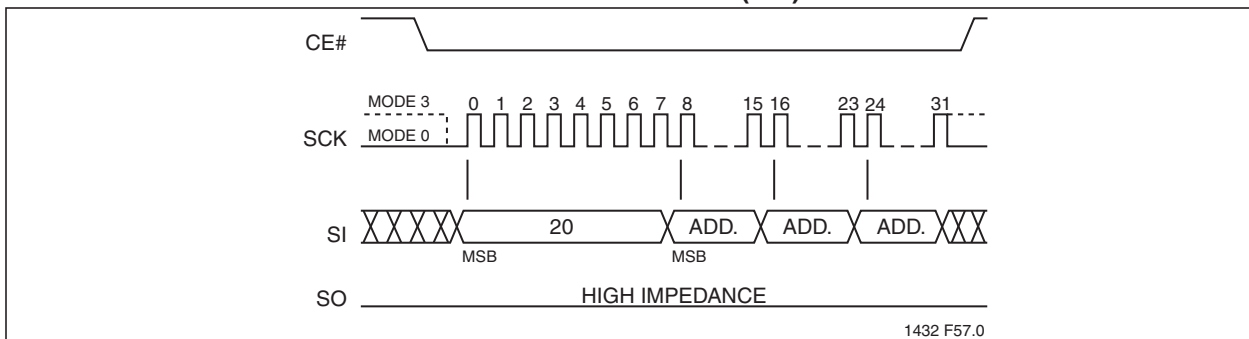 CE#
MODE 3
0 1 2 3 4 5 6 7 8 15 16 23 24 31
SCK
MODE 0
SI
20
ADD.
ADD.
ADD.
MSB
MSB
SO
HIGH IMPEDANCE
1432 F57.0